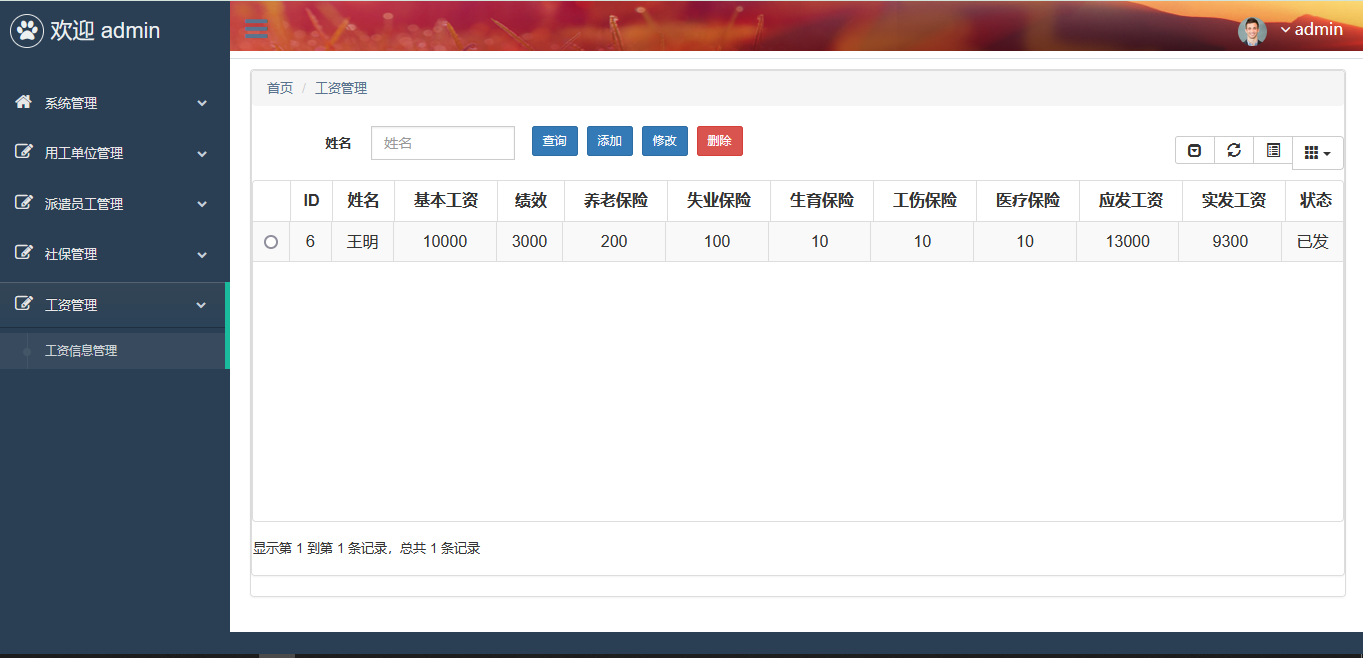 欢迎 admin
admin
系统管理
用工单位管理
派遣员工管理
社保管理
工资管理
工资信息管理
首页 / 工资管理
姓名 姓名 查询 添加 修改 删除
ID 姓名 基本工资 绩效 养老保险 失业保险 生育保险 工伤保险 医疗保险 应发工资 实发工资 状态
6 王明 10000 3000 200 100 10 10 10 13000 9300 已发
显示第 1 到第 1 条记录，总共 1 条记录